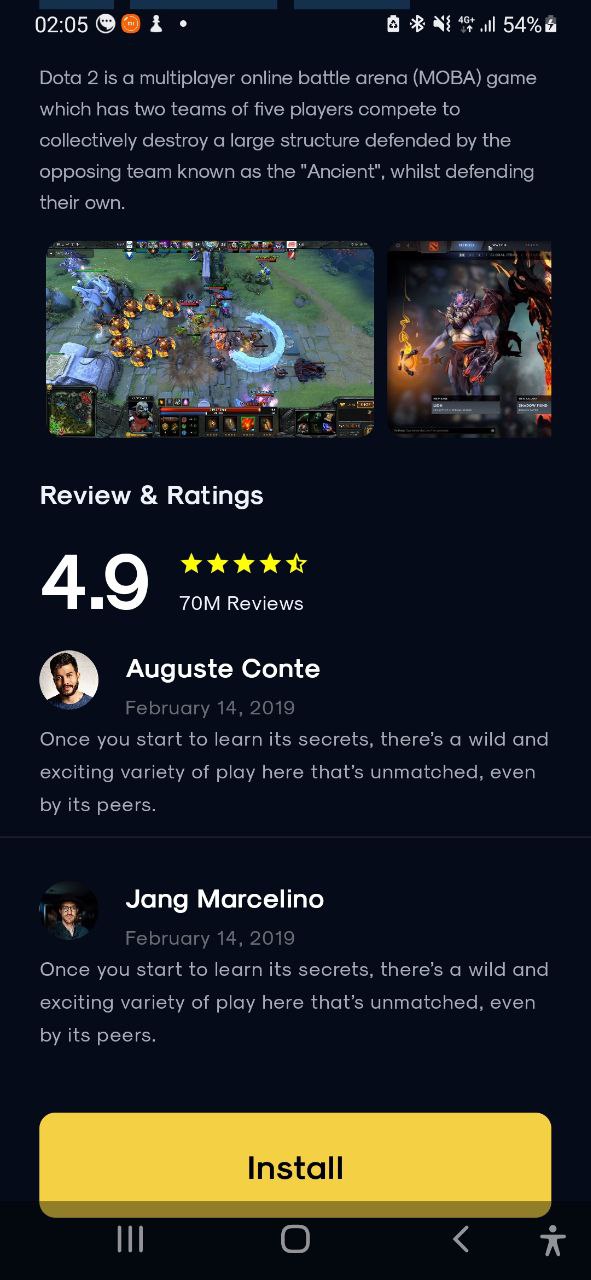 02:05 4G+ 54%
Dota 2 is a multiplayer online battle arena (MOBA) game
which has two teams of five players compete to
collectively destroy a large structure defended by the
opposing team known as the "Ancient", whilst defending
their own.
Review & Ratings
4.9
70M Reviews
Auguste Conte
February 14, 2019
Once you start to learn its secrets, there's a wild and
exciting variety of play here that's unmatched, even
by its peers.
Jang Marcelino
February 14, 2019
Once you start to learn its secrets, there's a wild and
exciting variety of play here that's unmatched, even
by its peers.
Install